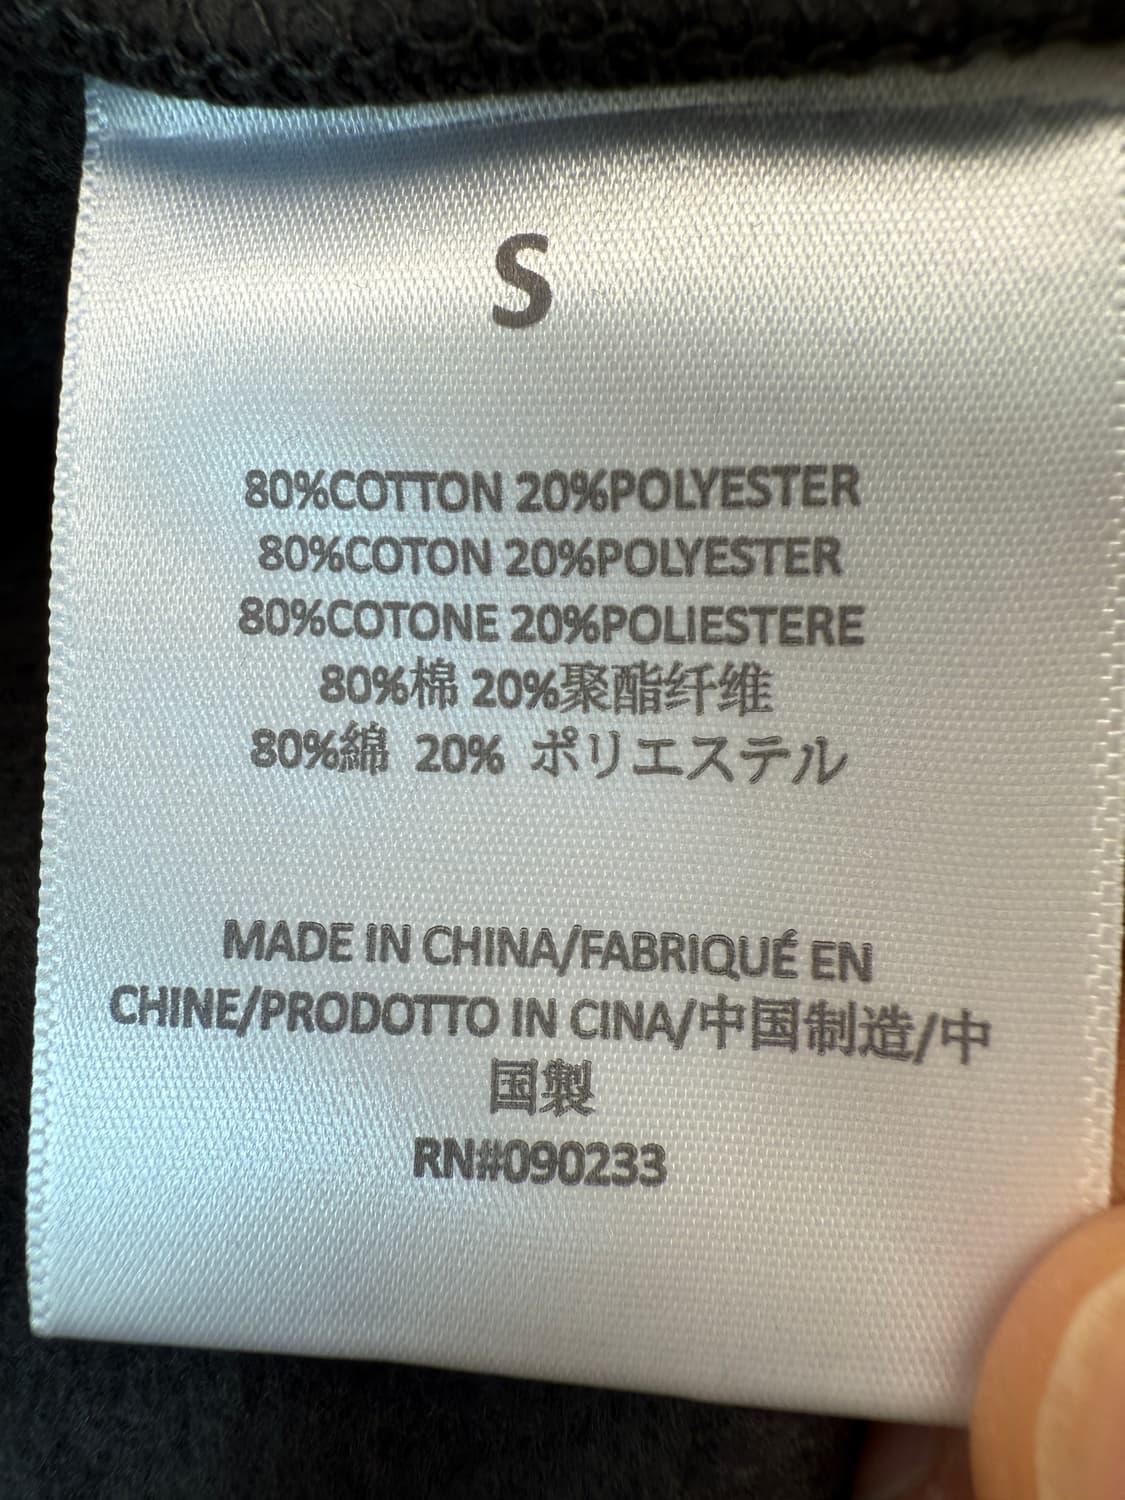 S
80%COTTON 20%POLYESTER
80%COTON 20%POLYESTER
80%COTONE 20%POLIESTERE
80%棉 20%聚酯纤维
80%綿 20% ポリエステル
MADE IN CHINA/FABRIQUÉ EN
CHINE/PRODOTTO IN CINA/中国制造/中
国製
RN#090233